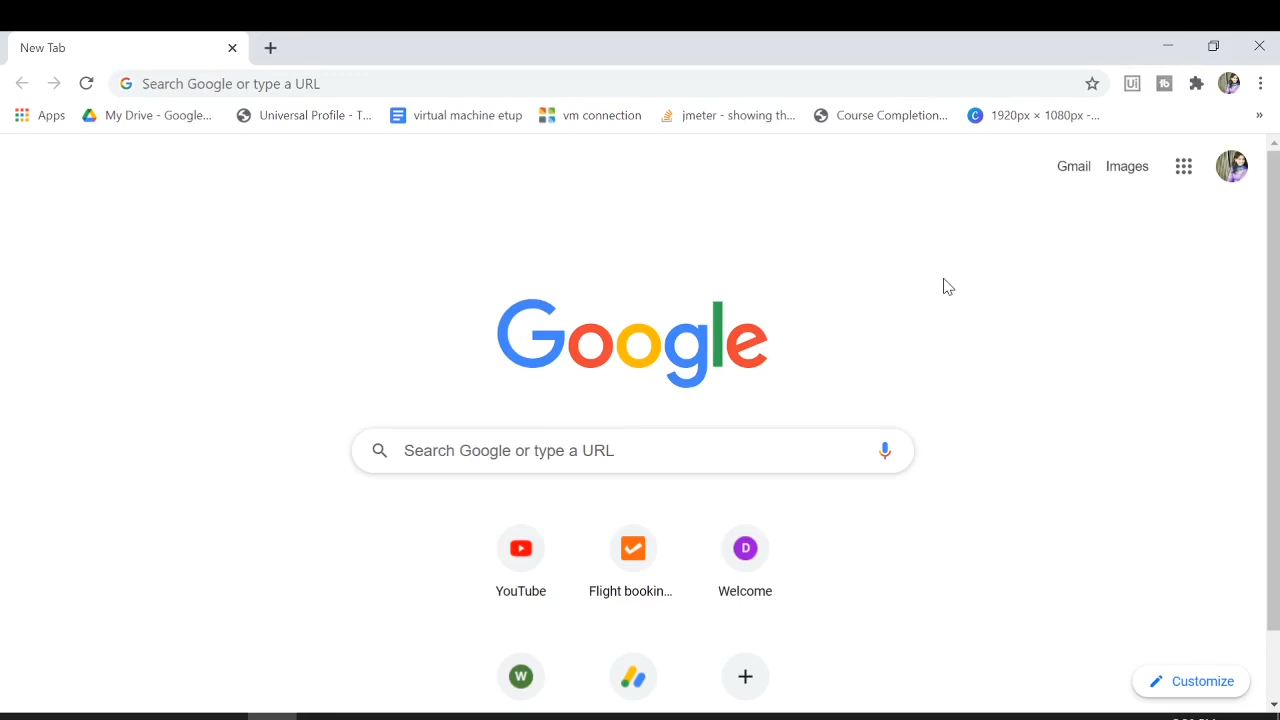 New Tab
Search Google or type a URL
Apps
My Drive - Google...
Universal Profile - T...
virtual machine etup
vm connection
jmeter - showing th...
Course Completion...
1920px × 1080px -...
»
Gmail
Images
Google
Search Google or type a URL
YouTube
Flight bookin...
D
Welcome
W
Customize